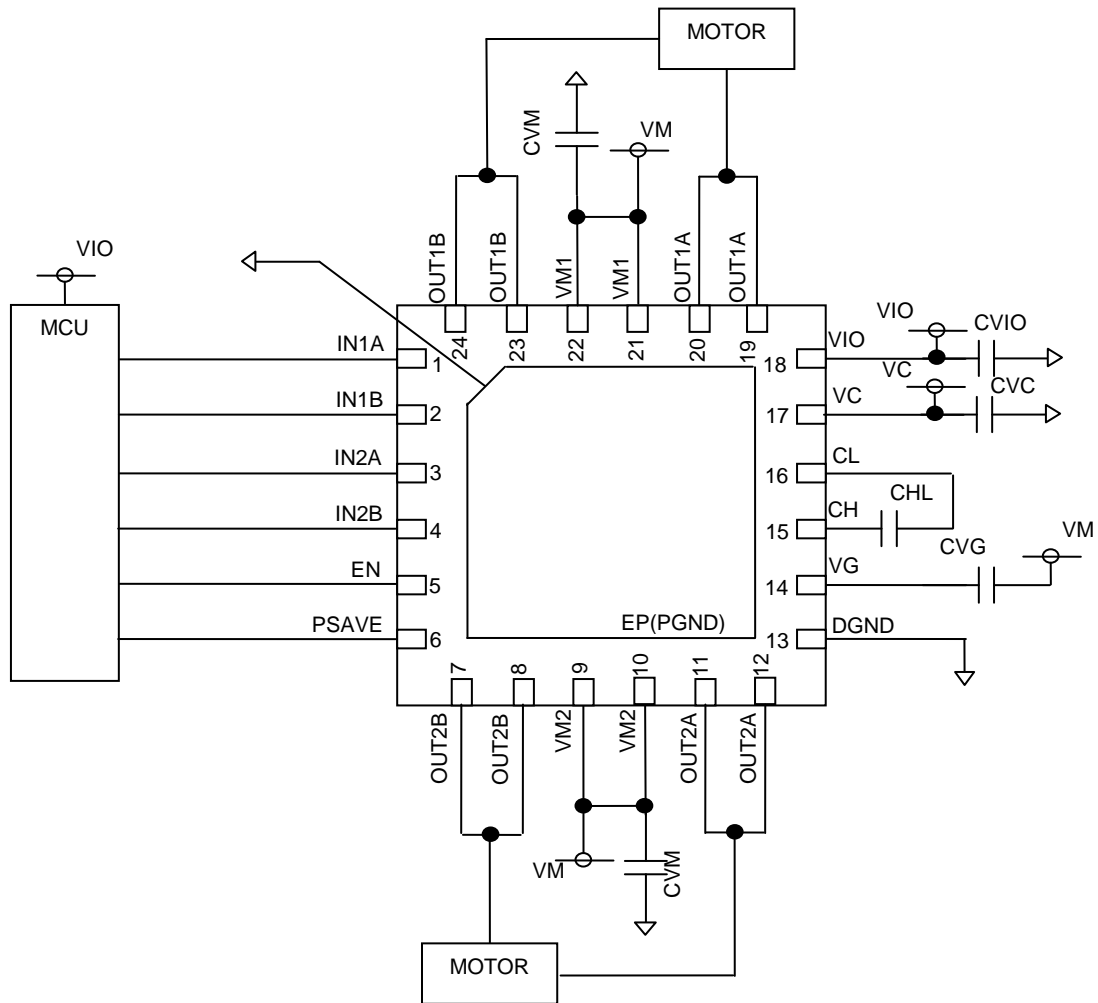 MOTOR
CVM
VM
VIO
OUT1B
OUT1B
VM1
VM1
OUT1A
OUT1A
MCU
24
23
22
21
20
19
IN1A
1
IN1B
2
IN2A
3
IN2B
4
EN
5
PSAVE
6
18
VIO
VIO
CVIO
17
VC
VC
CVC
16
CL
15
CH
CHL
14
VG
CVG
VM
13
DGND
EP(PGND)
7
8
9
10
11
12
OUT2B
OUT2B
VM2
VM2
OUT2A
OUT2A
VM
CVM
MOTOR